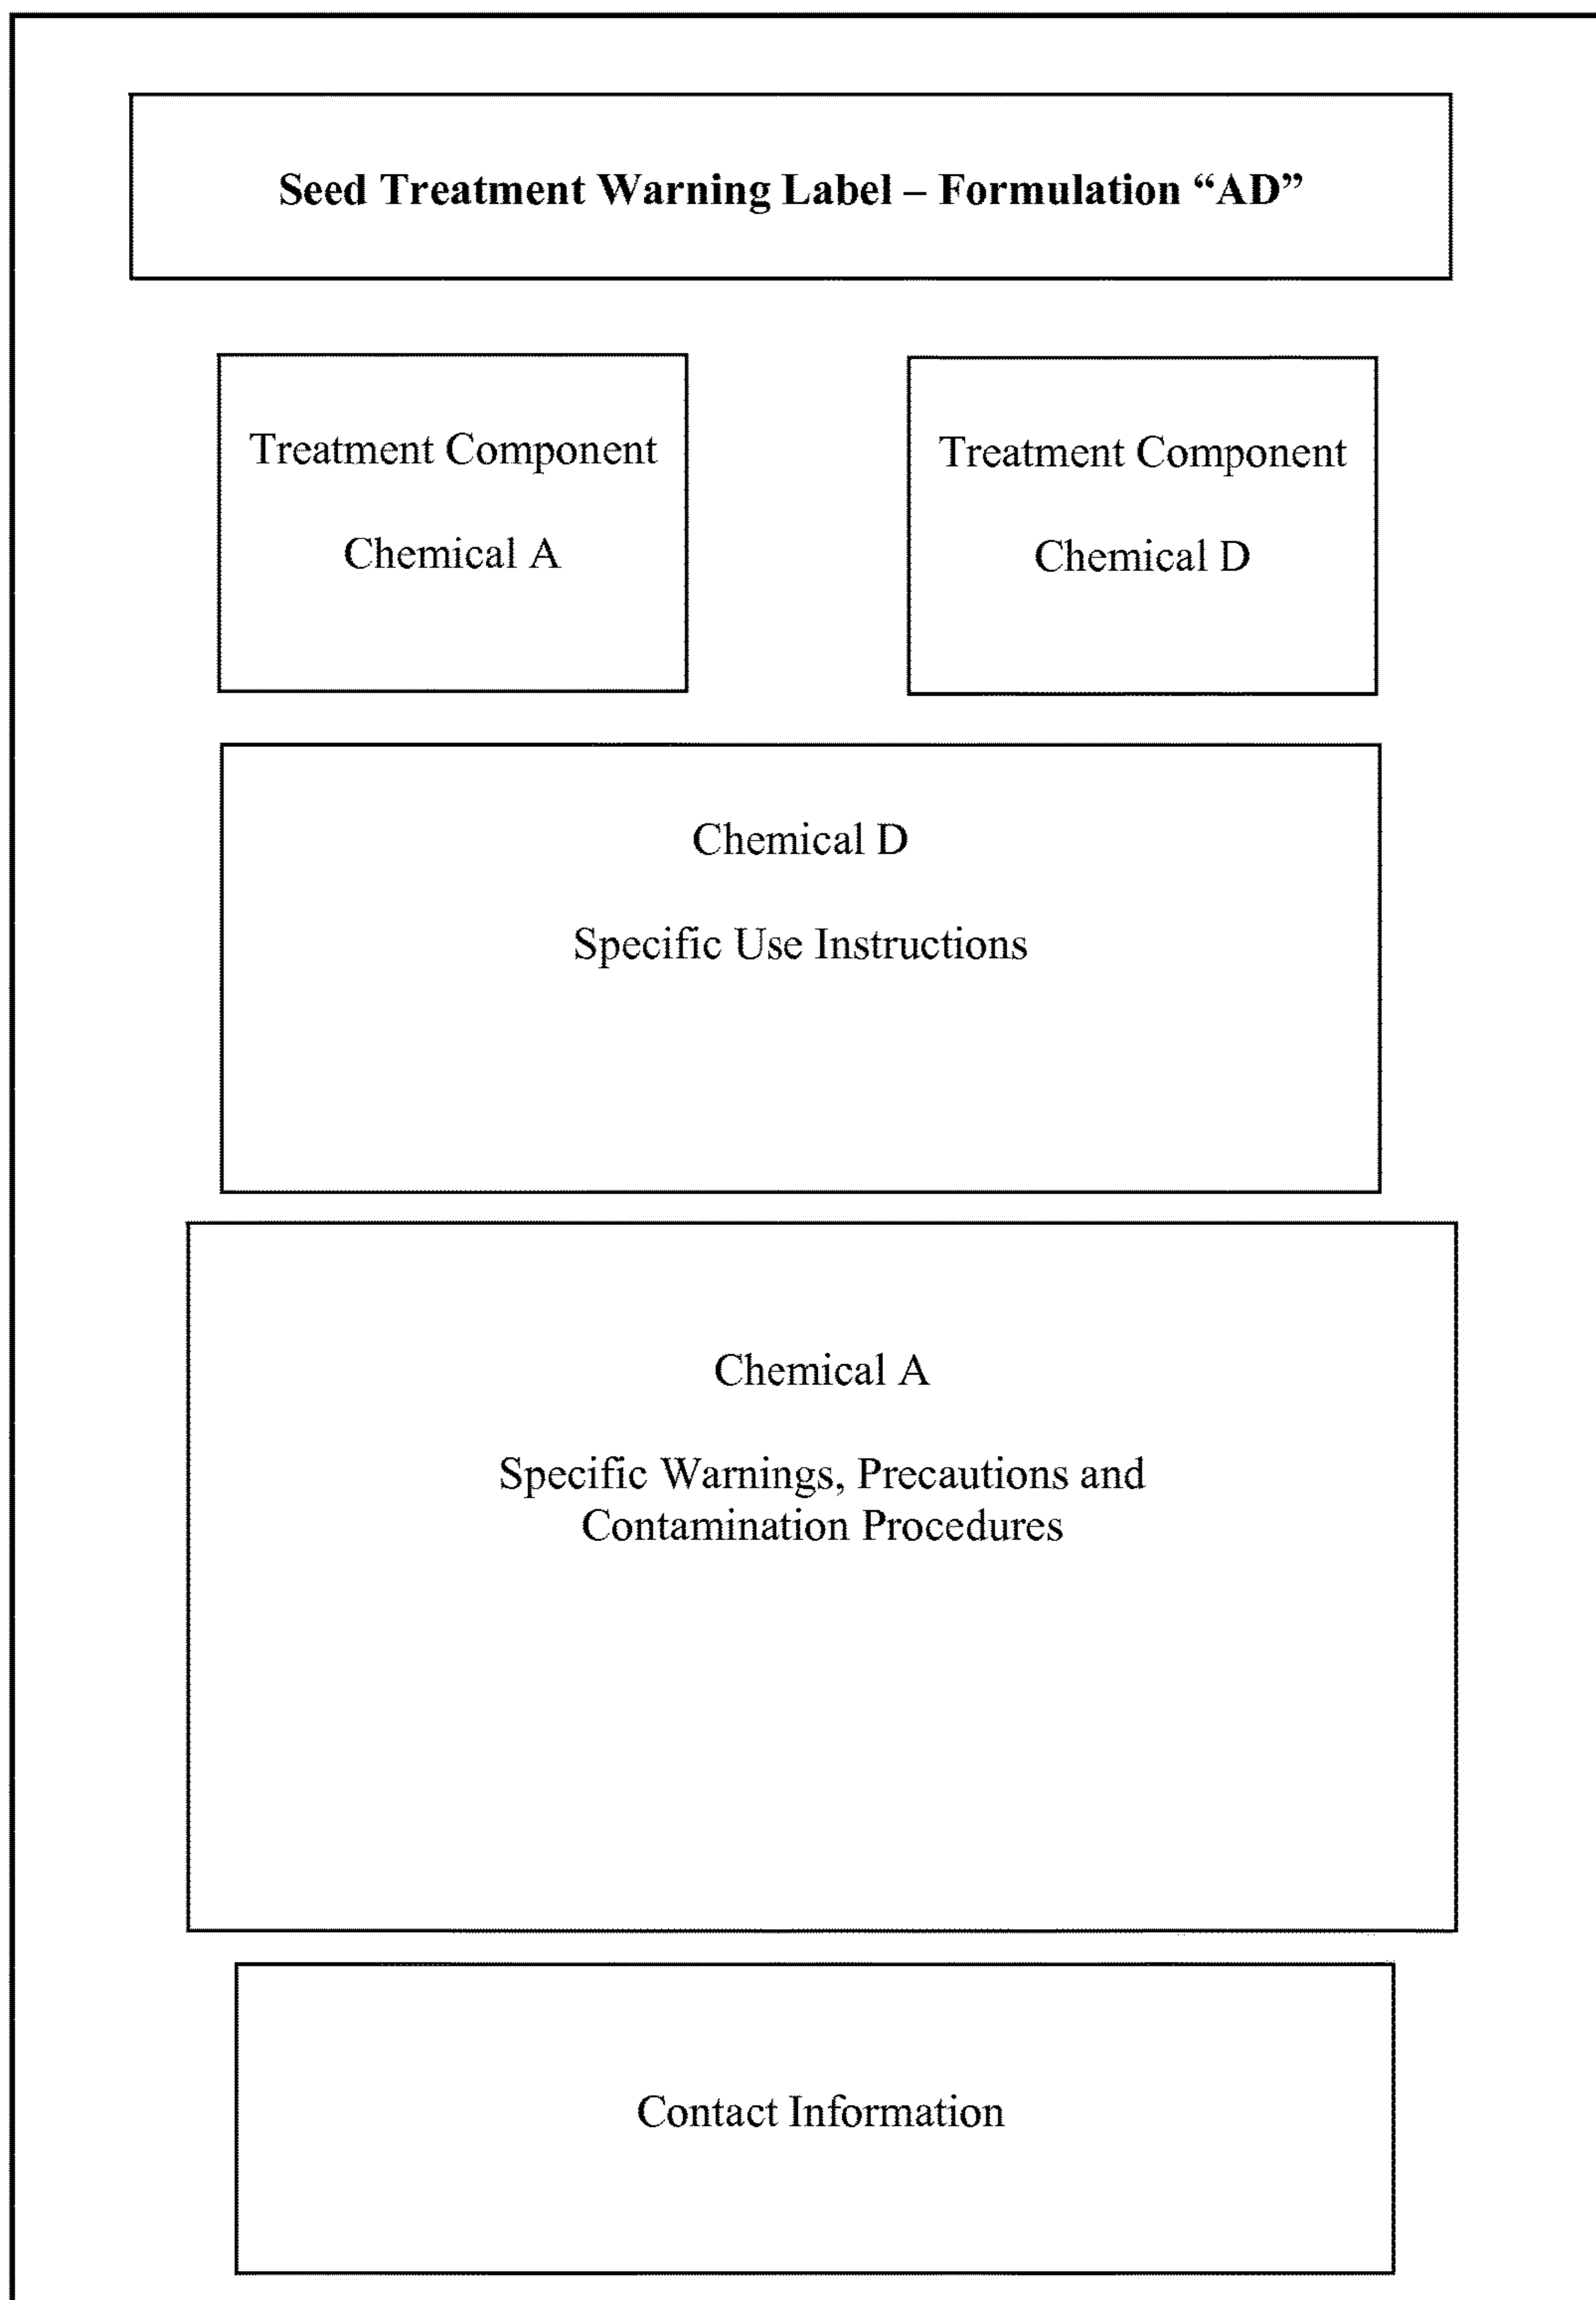 Seed Treatment Warning Label – Formulation “AD”
Treatment Component
Chemical A
Treatment Component
Chemical D
Chemical D
Specific Use Instructions
Chemical A
Specific Warnings, Precautions and
Contamination Procedures
Contact Information